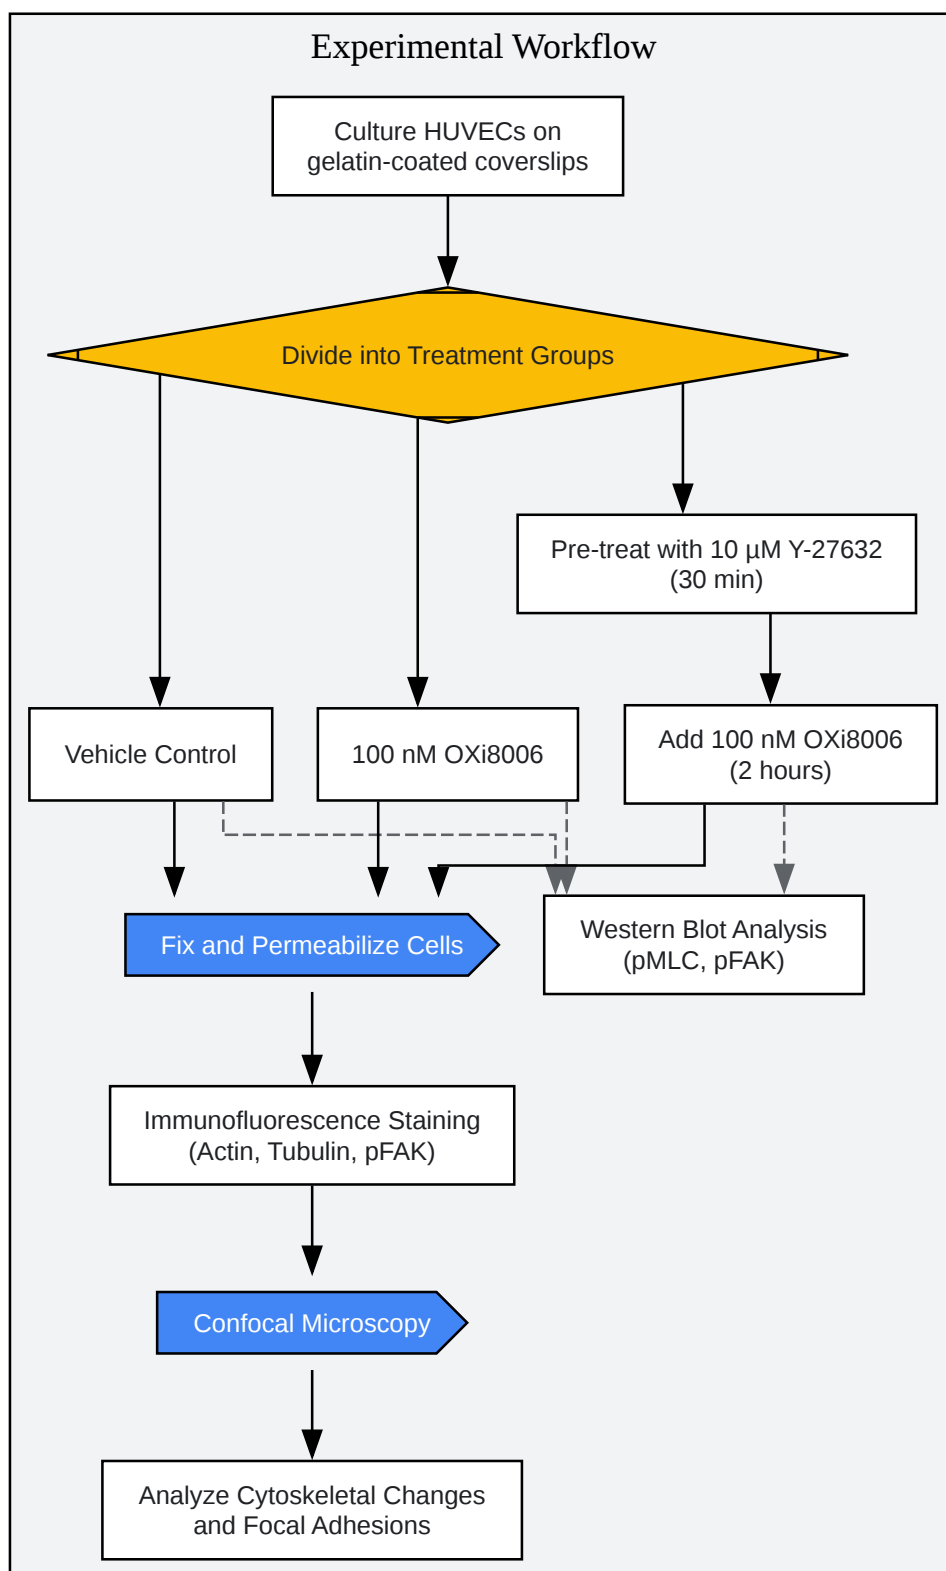 Experimental Workflow
Culture HUVECs on
gelatin-coated coverslips
Divide into Treatment Groups
Pre-treat with 10 µM Y-27632
(30 min)
Vehicle Control
100 nM OXi8006
Add 100 nM OXi8006
(2 hours)
Fix and Permeabilize Cells
Western Blot Analysis
(pMLC, pFAK)
Immunofluorescence Staining
(Actin, Tubulin, pFAK)
Confocal Microscopy
Analyze Cytoskeletal Changes
and Focal Adhesions